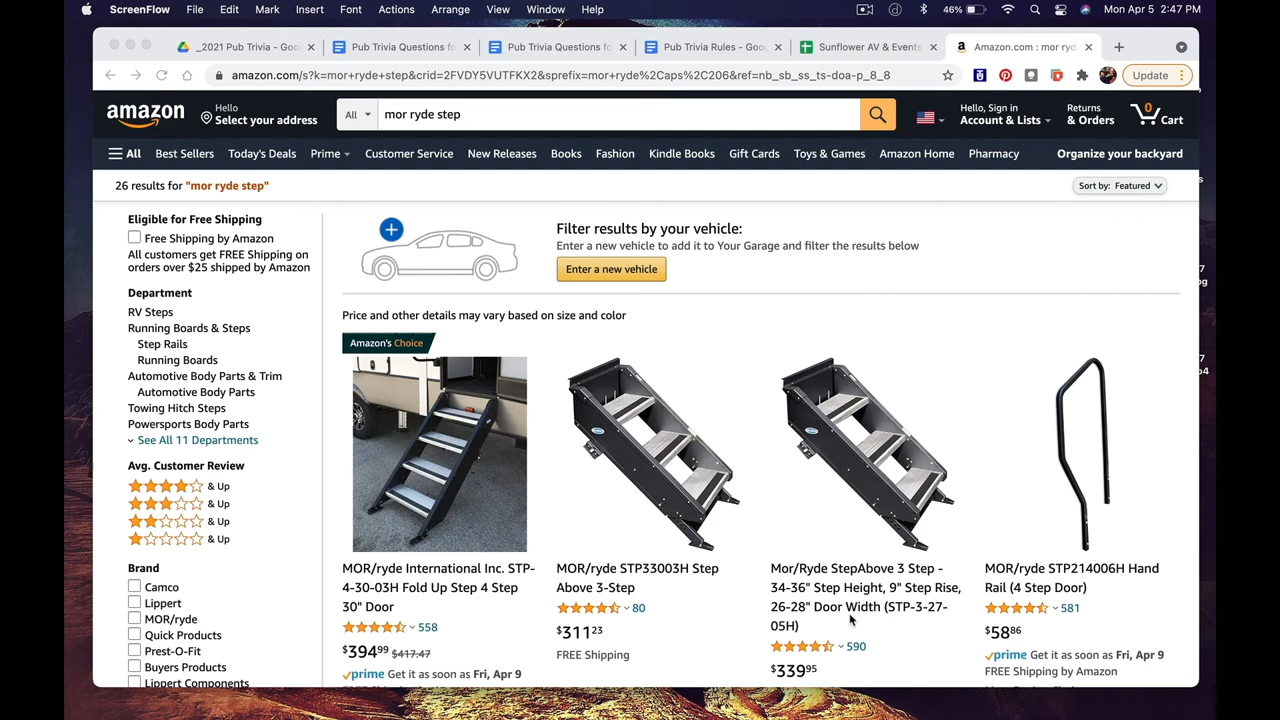 ScreenFlow File Edit Mark Insert Font Actions Arrange View Window Help 46% Mon Apr 5 2:47 PM
_2021 Pub Trivia - Goo Pub Trivia Questions fo Pub Trivia Questions fo Pub Trivia Rules - Goo Sunflower AV & Events Amazon.com : mor ryde
amazon.com/s?k=mor+ryde+step&crid=2FVDY5VUTFKX2&sprefix=mor+ryde%2Caps%2C206&ref=nb_sb_ss_ts-doa-p_8_8 Update
amazon
Hello
Select your address
All mor ryde step
Hello, Sign in
Account & Lists
Returns
& Orders
0
Cart
All Best Sellers Today's Deals Prime Customer Service New Releases Books Fashion Kindle Books Gift Cards Toys & Games Amazon Home Pharmacy Organize your backyard
26 results for "mor ryde step" Sort by: Featured
Eligible for Free Shipping
Free Shipping by Amazon
All customers get FREE Shipping on
orders over $25 shipped by Amazon
Department
RV Steps
Running Boards & Steps
Step Rails
Running Boards
Automotive Body Parts & Trim
Automotive Body Parts
Towing Hitch Steps
Powersports Body Parts
See All 11 Departments
Avg. Customer Review
& Up
& Up
& Up
& Up
Brand
Camco
Lippert
MOR/ryde
Quick Products
Prest-O-Fit
Buyers Products
Lippert Components
Filter results by your vehicle:
Enter a new vehicle to add it to Your Garage and filter the results below
Enter a new vehicle
Price and other details may vary based on size and color
Amazon's Choice
MOR/ryde International Inc. STP-
4-30-03H Fold Up Step 4 Step
30" Door
558
$394.99 $417.47
prime Get it as soon as Fri, Apr 9
MOR/ryde STP33003H Step
Above 3-Step
80
$311.23
FREE Shipping
Mor/Ryde StepAbove 3 Step -
34-36" Step Height, 9" Step Rise,
26-28" Door Width (STP-3-27-
05H)
590
$339.95
MOR/ryde STP214006H Hand
Rail (4 Step Door)
581
$58.86
prime Get it as soon as Fri, Apr 9
FREE Shipping by Amazon